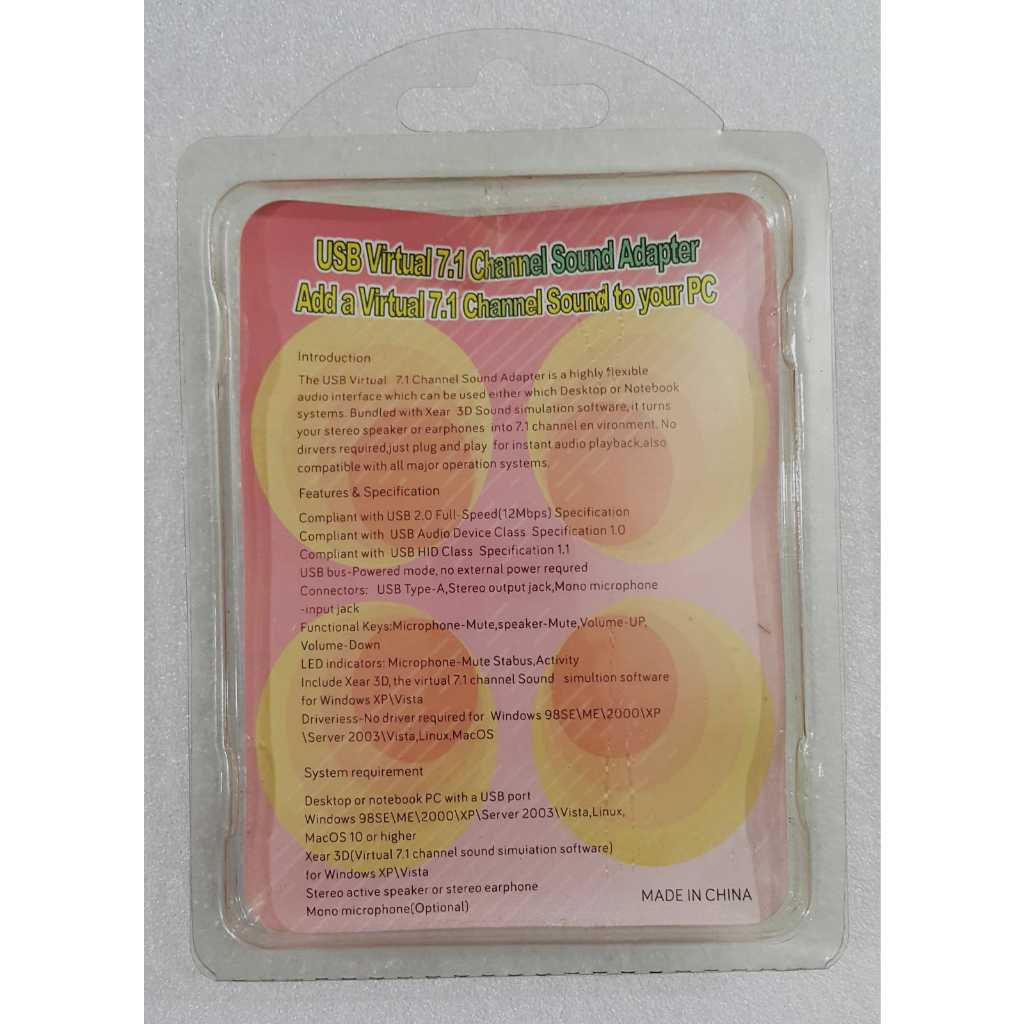 USB Virtual 7.1 Channel Sound Adapter
Add a Virtual 7.1 Channel Sound to your PC
Introduction
The USB Virtual 7.1 Channel Sound Adapter is a highly flexible
audio interface which can be used either which Desktop or Notebook
systems. Bundled with Xear 3D Sound simulation software, it turns
your stereo speaker or earphones into 7.1 channel en vironment. No
dirvers required,just plug and play for instant audio playback,also
compatible with all major operation systems.
Features & Specification
Compliant with USB 2.0 Full-Speed(12Mbps) Specification
Compliant with USB Audio Device Class Specification 1.0
Compliant with USB HID Class Specification 1.1
USB bus-Powered mode, no external power requred
Connectors: USB Type-A,Stereo output jack,Mono microphone
-input jack
Functional Keys:Microphone-Mute,speaker-Mute,Volume-UP,
Volume-Down
LED indicators: Microphone-Mute Stabus,Activity
Include Xear 3D, the virtual 7.1 channel Sound simultion software
for Windows XP\Vista
Driveriess-No driver required for Windows 98SE\ME\2000\XP
\Server 2003\Vista,Linux,MacOS
System requirement
Desktop or notebook PC with a USB port
Windows 98SE\ME\2000\XP\Server 2003\Vista,Linux,
MacOS 10 or higher
Xear 3D(Virtual 7.1 channel sound simuiation software)
for Windows XP\Vista
Stereo active speaker or stereo earphone
Mono microphone(Optional)
MADE IN CHINA